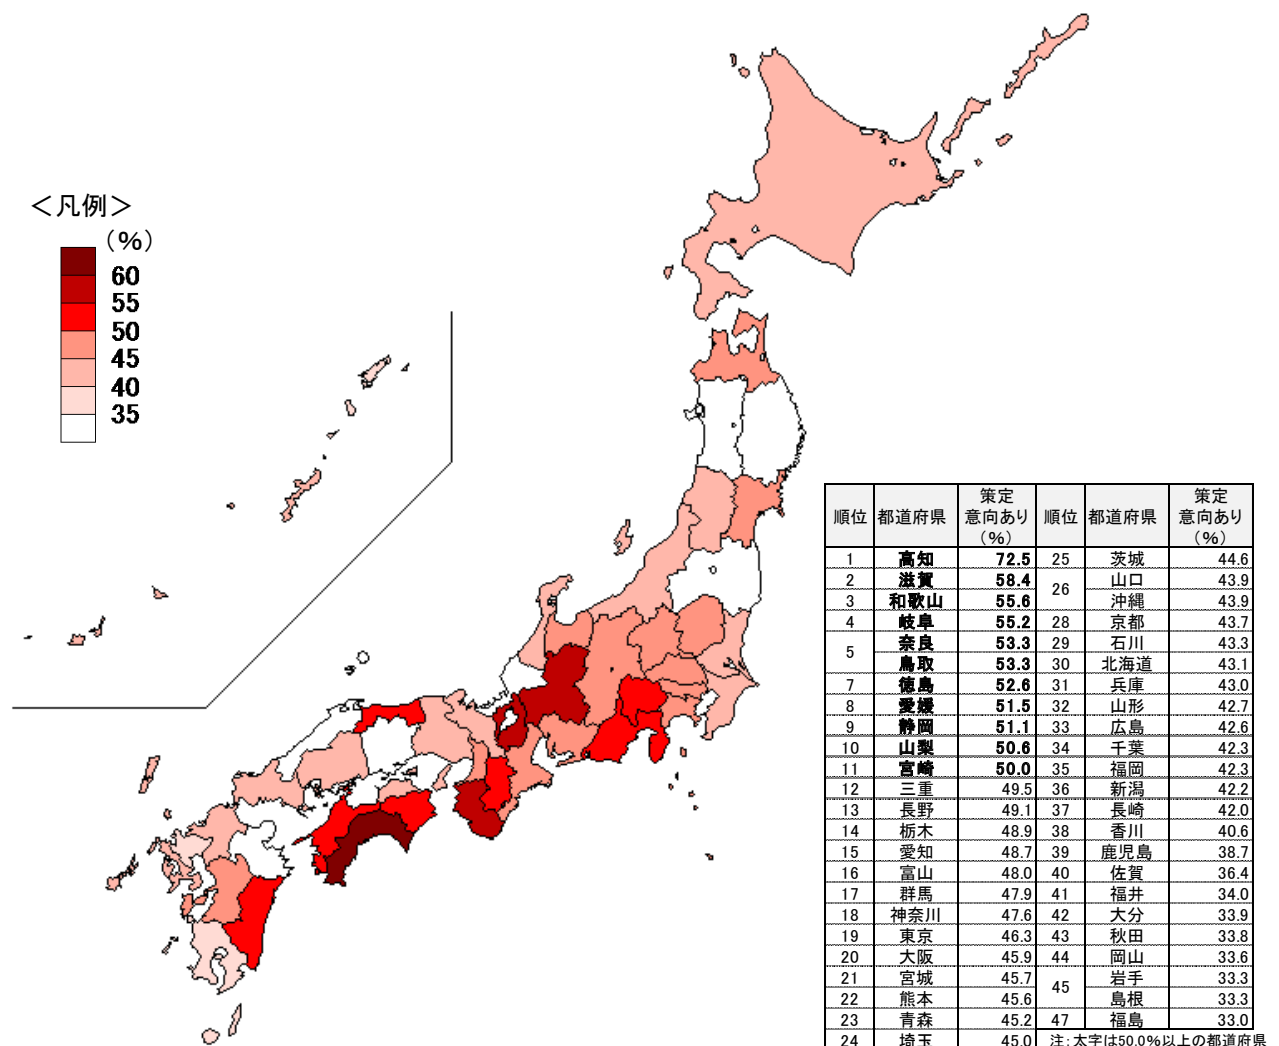 ＜凡例＞
（%）
60
55
50
45
40
35
順位 都道府県 策定意向あり（%） 順位 都道府県 策定意向あり（%）
1 高知 72.5 25 茨城 44.6
2 滋賀 58.4 26 山口 43.9
3 和歌山 55.6 沖縄 43.9
4 岐阜 55.2 28 京都 43.7
5 奈良 53.3 29 石川 43.3
鳥取 53.3 30 北海道 43.1
7 徳島 52.6 31 兵庫 43.0
8 愛媛 51.5 32 山形 42.7
9 静岡 51.1 33 広島 42.6
10 山梨 50.6 34 千葉 42.3
11 宮崎 50.0 35 福岡 42.3
12 三重 49.5 36 新潟 42.2
13 長野 49.1 37 長崎 42.0
14 栃木 48.9 38 香川 40.6
15 愛知 48.7 39 鹿児島 38.7
16 富山 48.0 40 佐賀 36.4
17 群馬 47.9 41 福井 34.0
18 神奈川 47.6 42 大分 33.9
19 東京 46.3 43 秋田 33.8
20 大阪 45.9 44 岡山 33.6
21 宮城 45.7 45 岩手 33.3
22 熊本 45.6 島根 33.3
23 青森 45.2 47 福島 33.0
24 埼玉 45.0 注：太字は50.0%以上の都道府県